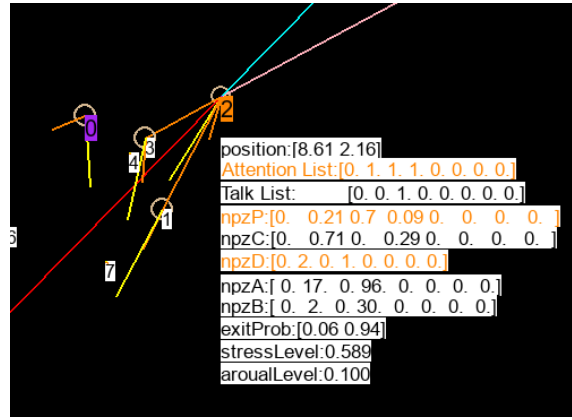 2
0
3
4
1
6
7
position:[8.61 2.16]
Attention List:[0. 1. 1. 1. 0. 0. 0. 0.]
Talk List: [0. 0. 1. 0. 0. 0. 0. 0.]
npzP:[0. 0.21 0.7 0.09 0. 0. 0. 0. ]
npzC:[0. 0.71 0. 0.29 0. 0. 0. 0. ]
npzD:[0. 2. 0. 1. 0. 0. 0. 0.]
npzA:[ 0. 17. 0. 96. 0. 0. 0. 0.]
npzB:[ 0. 2. 0. 30. 0. 0. 0. 0.]
exitProb:[0.06 0.94]
stressLevel:0.589
aroualLevel:0.100